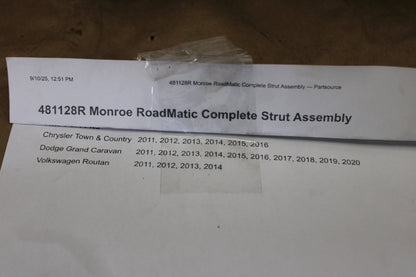 9/10/25, 12:51 PM
481128R Monroe RoadMatic Complete Strut Assembly — Partsource
481128R Monroe RoadMatic Complete Strut Assembly
Chrysler Town & Country 2011, 2012, 2013, 2014, 2015, 2016
Dodge Grand Caravan 2011, 2012, 2013, 2014, 2015, 2016, 2017, 2018, 2019, 2020
Volkswagen Routan 2011, 2012, 2013, 2014